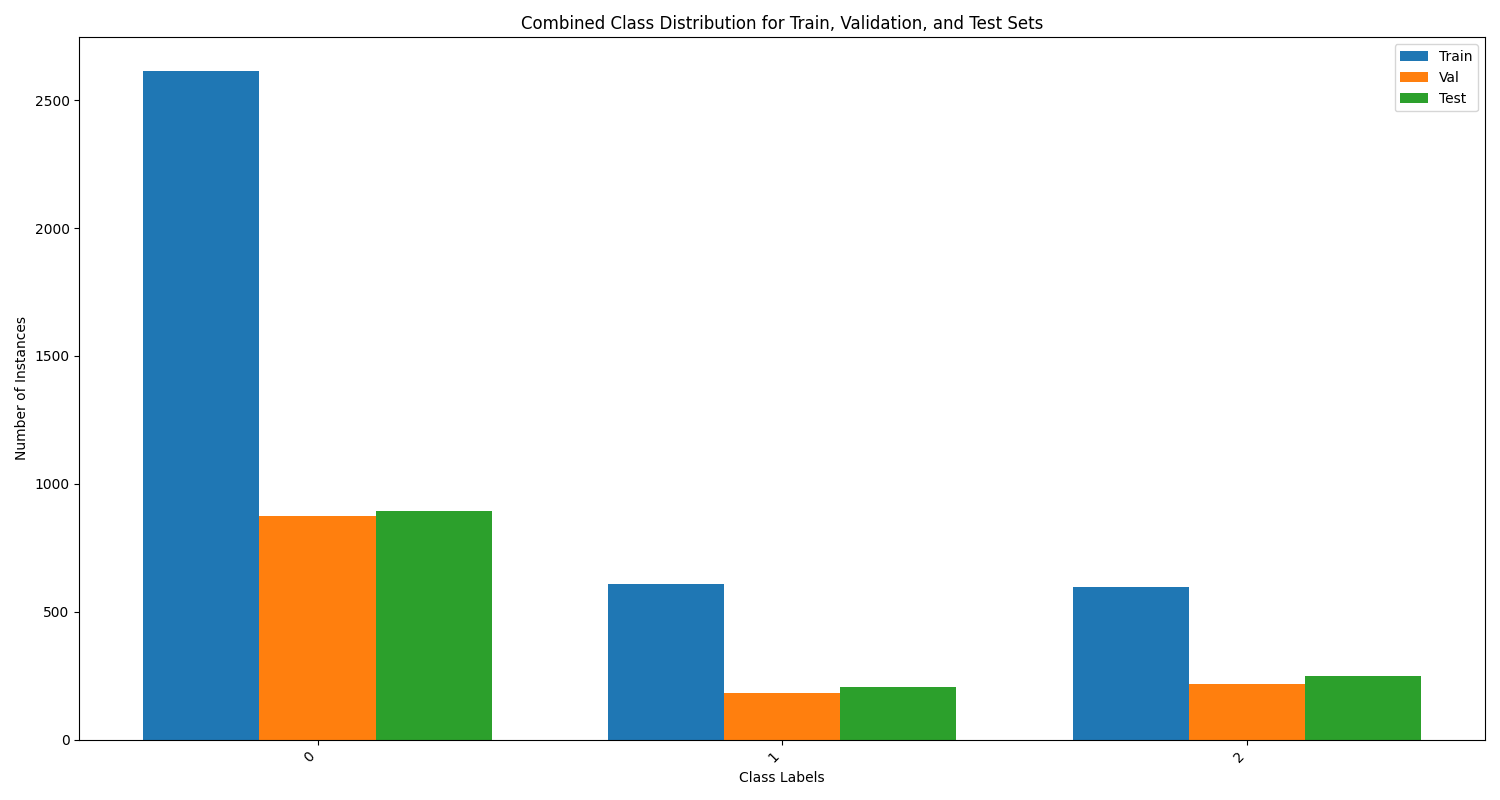 Combined Class Distribution for Train, Validation, and Test Sets
Train
Val
Test
Number of Instances
2500
2000
1500
1000
500
0
0
1
2
Class Labels